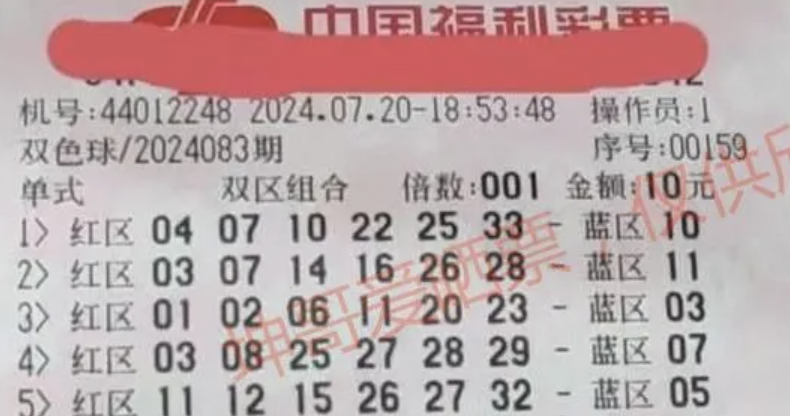 中国福利彩票
机号:44012248 2024.07.20-18:53:48 操作员:1
双色球/2024083期 序号:00159
单式 双区组合 倍数:001 金额:10元
1> 红区 04 07 10 22 25 33 - 蓝区 10
2> 红区 03 07 14 16 26 28 - 蓝区 11
3> 红区 01 02 06 11 20 23 - 蓝区 03
4> 红区 03 08 25 27 28 29 - 蓝区 07
5> 红区 11 12 15 26 27 32 - 蓝区 05
坤哥爱晒票/仅供